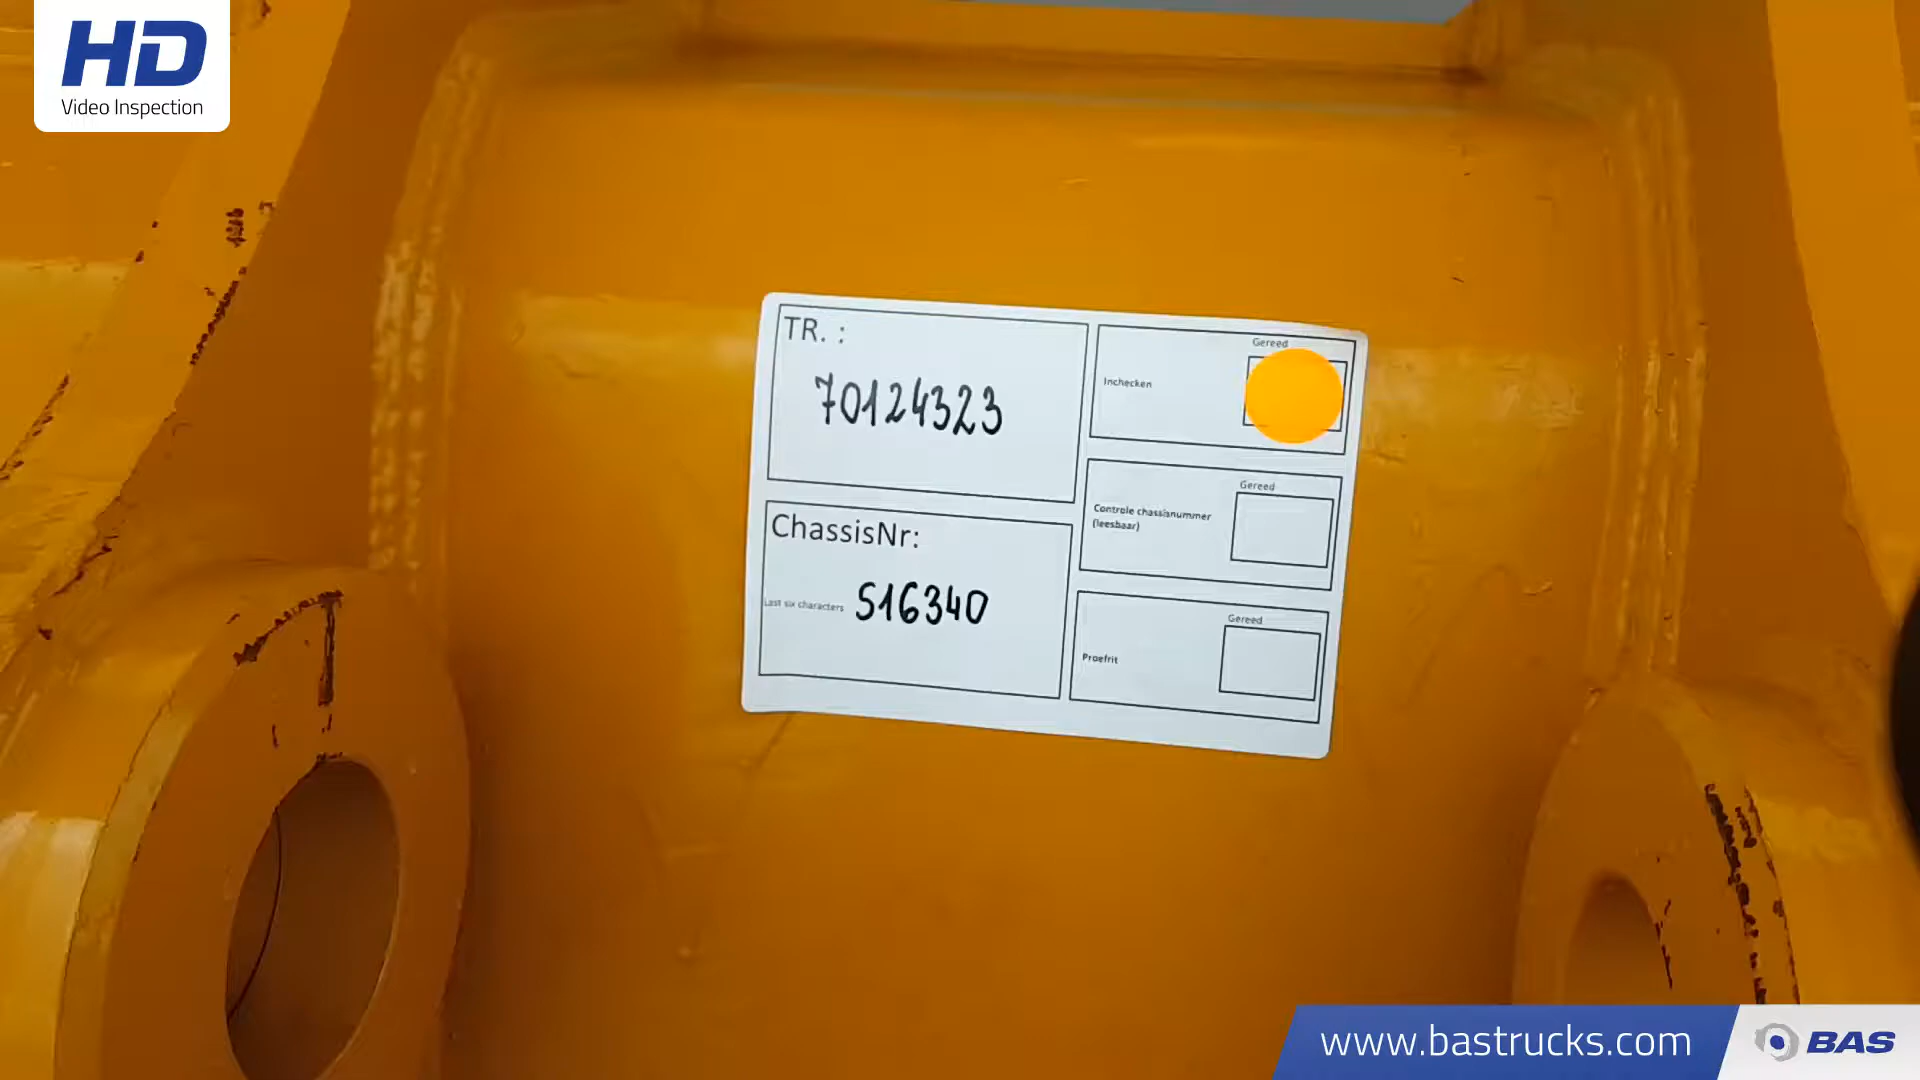 HD
Video Inspection
TR. :
70124323
ChassisNr:
Last six characters 516340
Gereed
Inchecken
Gereed
Controle chassisnummer
(leesbaar)
Gereed
Proefrit
www.bastrucks.com
BAS